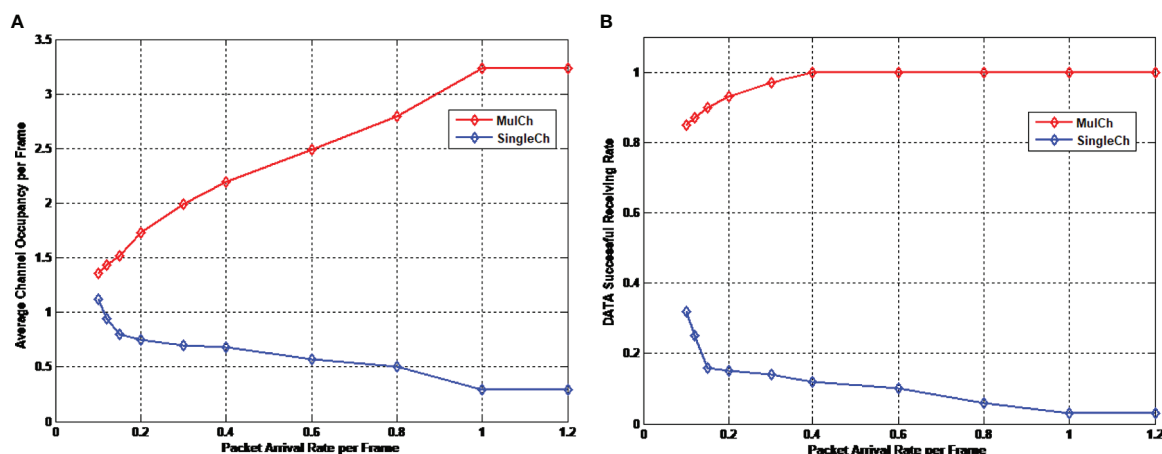 A
3.5
3
2.5
2
1.5
1
0.5
0
Average Channel Occupancy per Frame
MulCh
SingleCh
0
0.2
0.4
0.6
0.8
1
1.2
Packet Arrival Rate per Frame
B
1
0.8
0.6
0.4
0.2
0
DATA Successful Receiving Rate
MulCh
SingleCh
0
0.2
0.4
0.6
0.8
1
1.2
Packet Arrival Rate per Frame